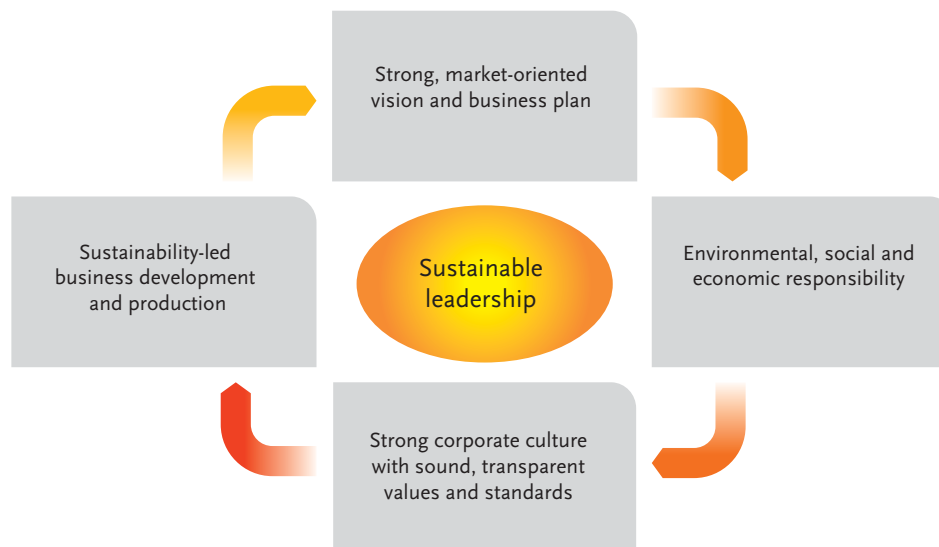 Strong, market-oriented
vision and business plan
Sustainability-led
business development
and production
Sustainable
leadership
Environmental, social and
economic responsibility
Strong corporate culture
with sound, transparent
values and standards